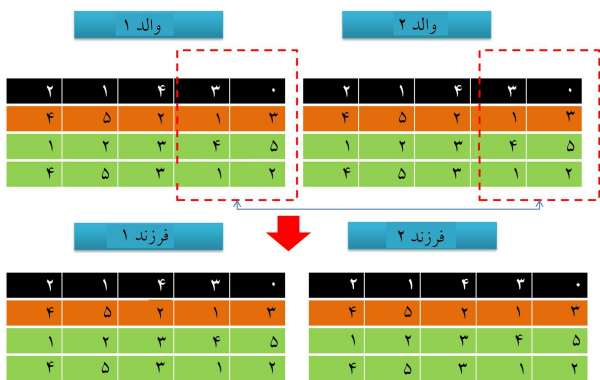 والد ۱
والد ۲
۲ ۱ ۴ ۳ ۰
۴ ۵ ۲ ۱ ۳
۱ ۲ ۳ ۴ ۵
۴ ۵ ۳ ۱ ۲
۲ ۱ ۴ ۳ ۰
۴ ۵ ۲ ۱ ۳
۱ ۲ ۳ ۴ ۵
۴ ۵ ۳ ۱ ۲
فرزند ۱
فرزند ۲
۲ ۱ ۴ ۳ ۰
۴ ۵ ۲ ۱ ۳
۱ ۲ ۳ ۴ ۵
۴ ۵ ۳ ۱ ۲
۲ ۱ ۴ ۳ ۰
۴ ۵ ۲ ۱ ۳
۱ ۲ ۳ ۴ ۵
۴ ۵ ۳ ۱ ۲